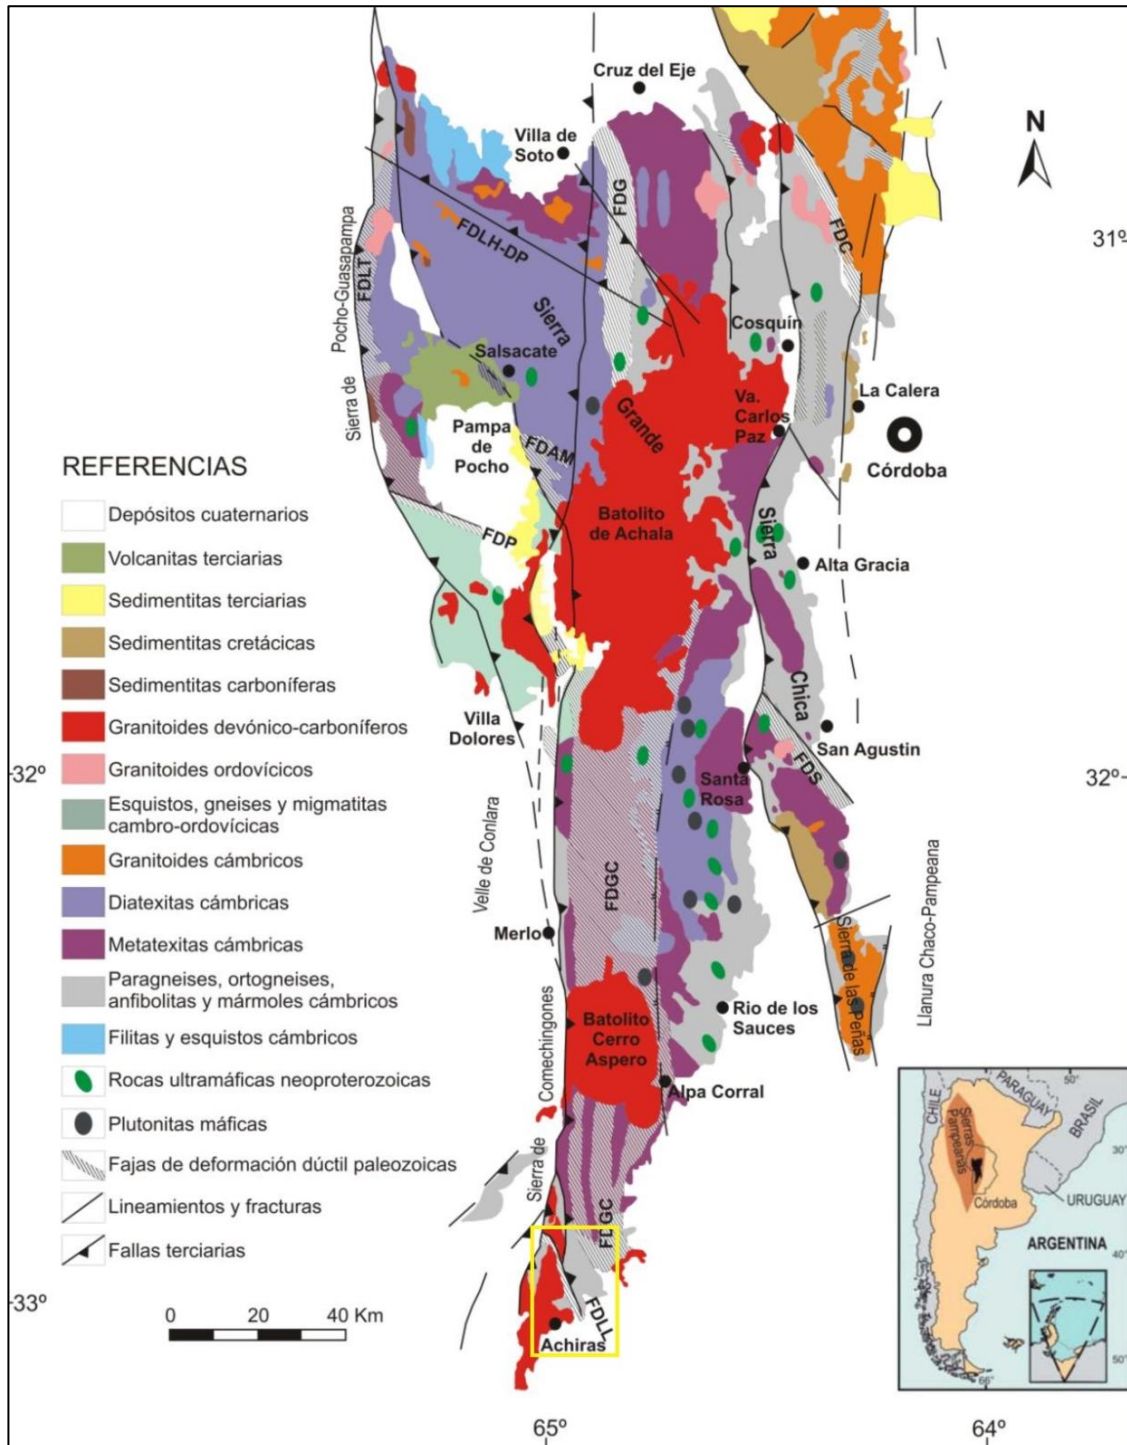 Cruz del Eje
Villa de
Soto
N
FDG
FDLH-DP
FDC
31º
Sierra de
Pocho-Guasapampa
FDLT
Sierra
Grande
Salsacate
Cosquín
La Calera
Va.
Carlos
Paz
Córdoba
Pampa
de
Pocho
FDAM
REFERENCIAS
Depósitos cuaternarios
Volcanitas terciarias
Sedimentitas terciarias
Sedimentitas cretácicas
Sedimentitas carboníferas
Granitoides devónico-carboníferos
Granitoides ordovícicos
Esquistos, gneises y migmatitas
cambro-ordovícicas
Granitoides cámbricos
Diatexitas cámbricas
Metatexitas cámbricas
Paragneises, ortogneises,
anfibolitas y mármoles cámbricos
Filitas y esquistos cámbricos
Rocas ultramáficas neoproterozoicas
Plutonitas máficas
Fajas de deformación dúctil paleozoicas
Lineamientos y fracturas
Fallas terciarias
0 20 40 Km
FDP
Batolito
de Achala
Sierra
Chica
Alta Gracia
Villa
Dolores
San Agustin
FDS
Santa
Rosa
32º
32º
Velle de Conlara
FDGC
Merlo
Sierra de las Peñas
Llanura Chaco-Pampeana
Rio de los
Sauces
Batolito
Cerro
Aspero
Sierra de
Comechingones
Alpa Corral
FDGC
FDLL
Achiras
33º
65º
64º
CHILE
PARAGUAY
50°
BRASIL
Sierras
Pampeanas
30°
Córdoba
URUGUAY
ARGENTINA
40°
50°
66°